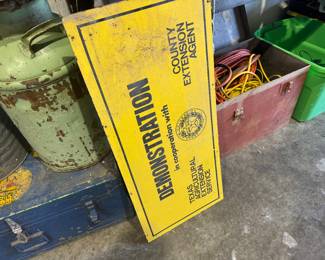 DEMONSTRATION
in cooperation with
TEXAS
AGRICULTURAL
EXTENSION
SERVICE
COUNTY
EXTENSION
AGENT